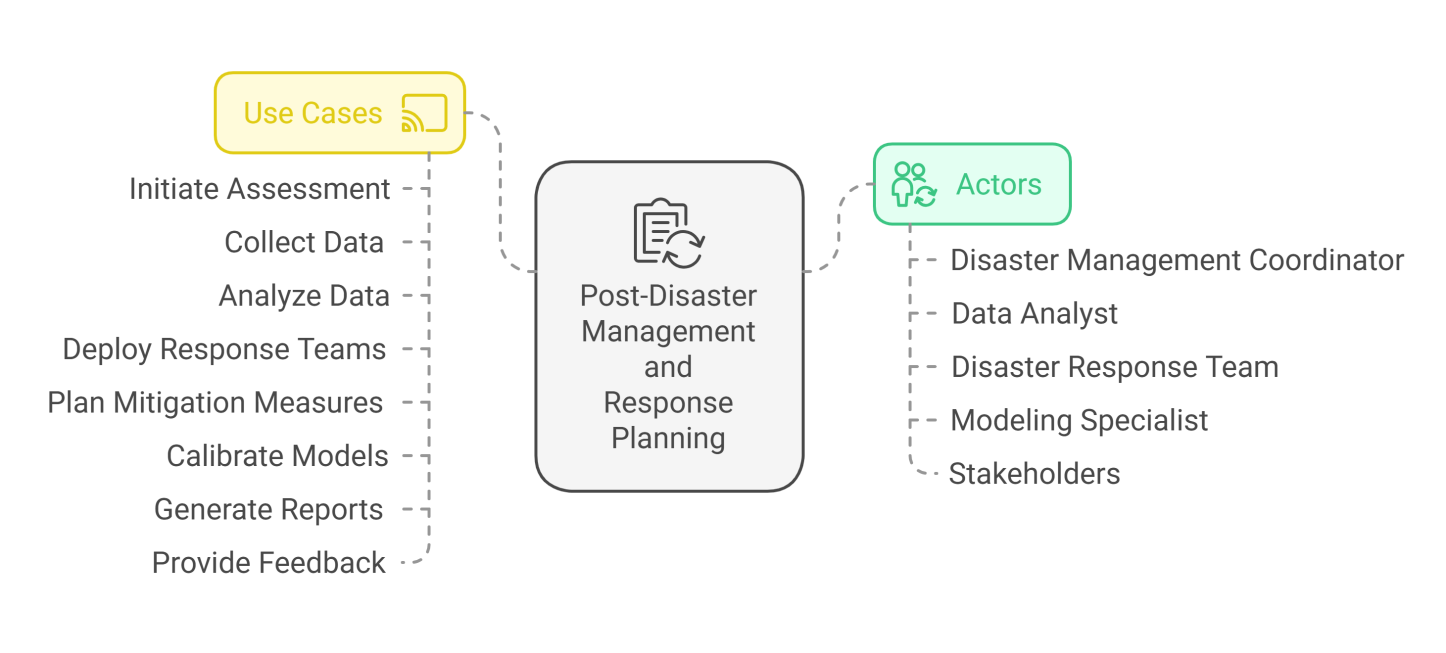 Use Cases
Initiate Assessment
Collect Data
Analyze Data
Deploy Response Teams
Plan Mitigation Measures
Calibrate Models
Generate Reports
Provide Feedback
Post-Disaster
Management
and
Response
Planning
Actors
Disaster Management Coordinator
Data Analyst
Disaster Response Team
Modeling Specialist
Stakeholders